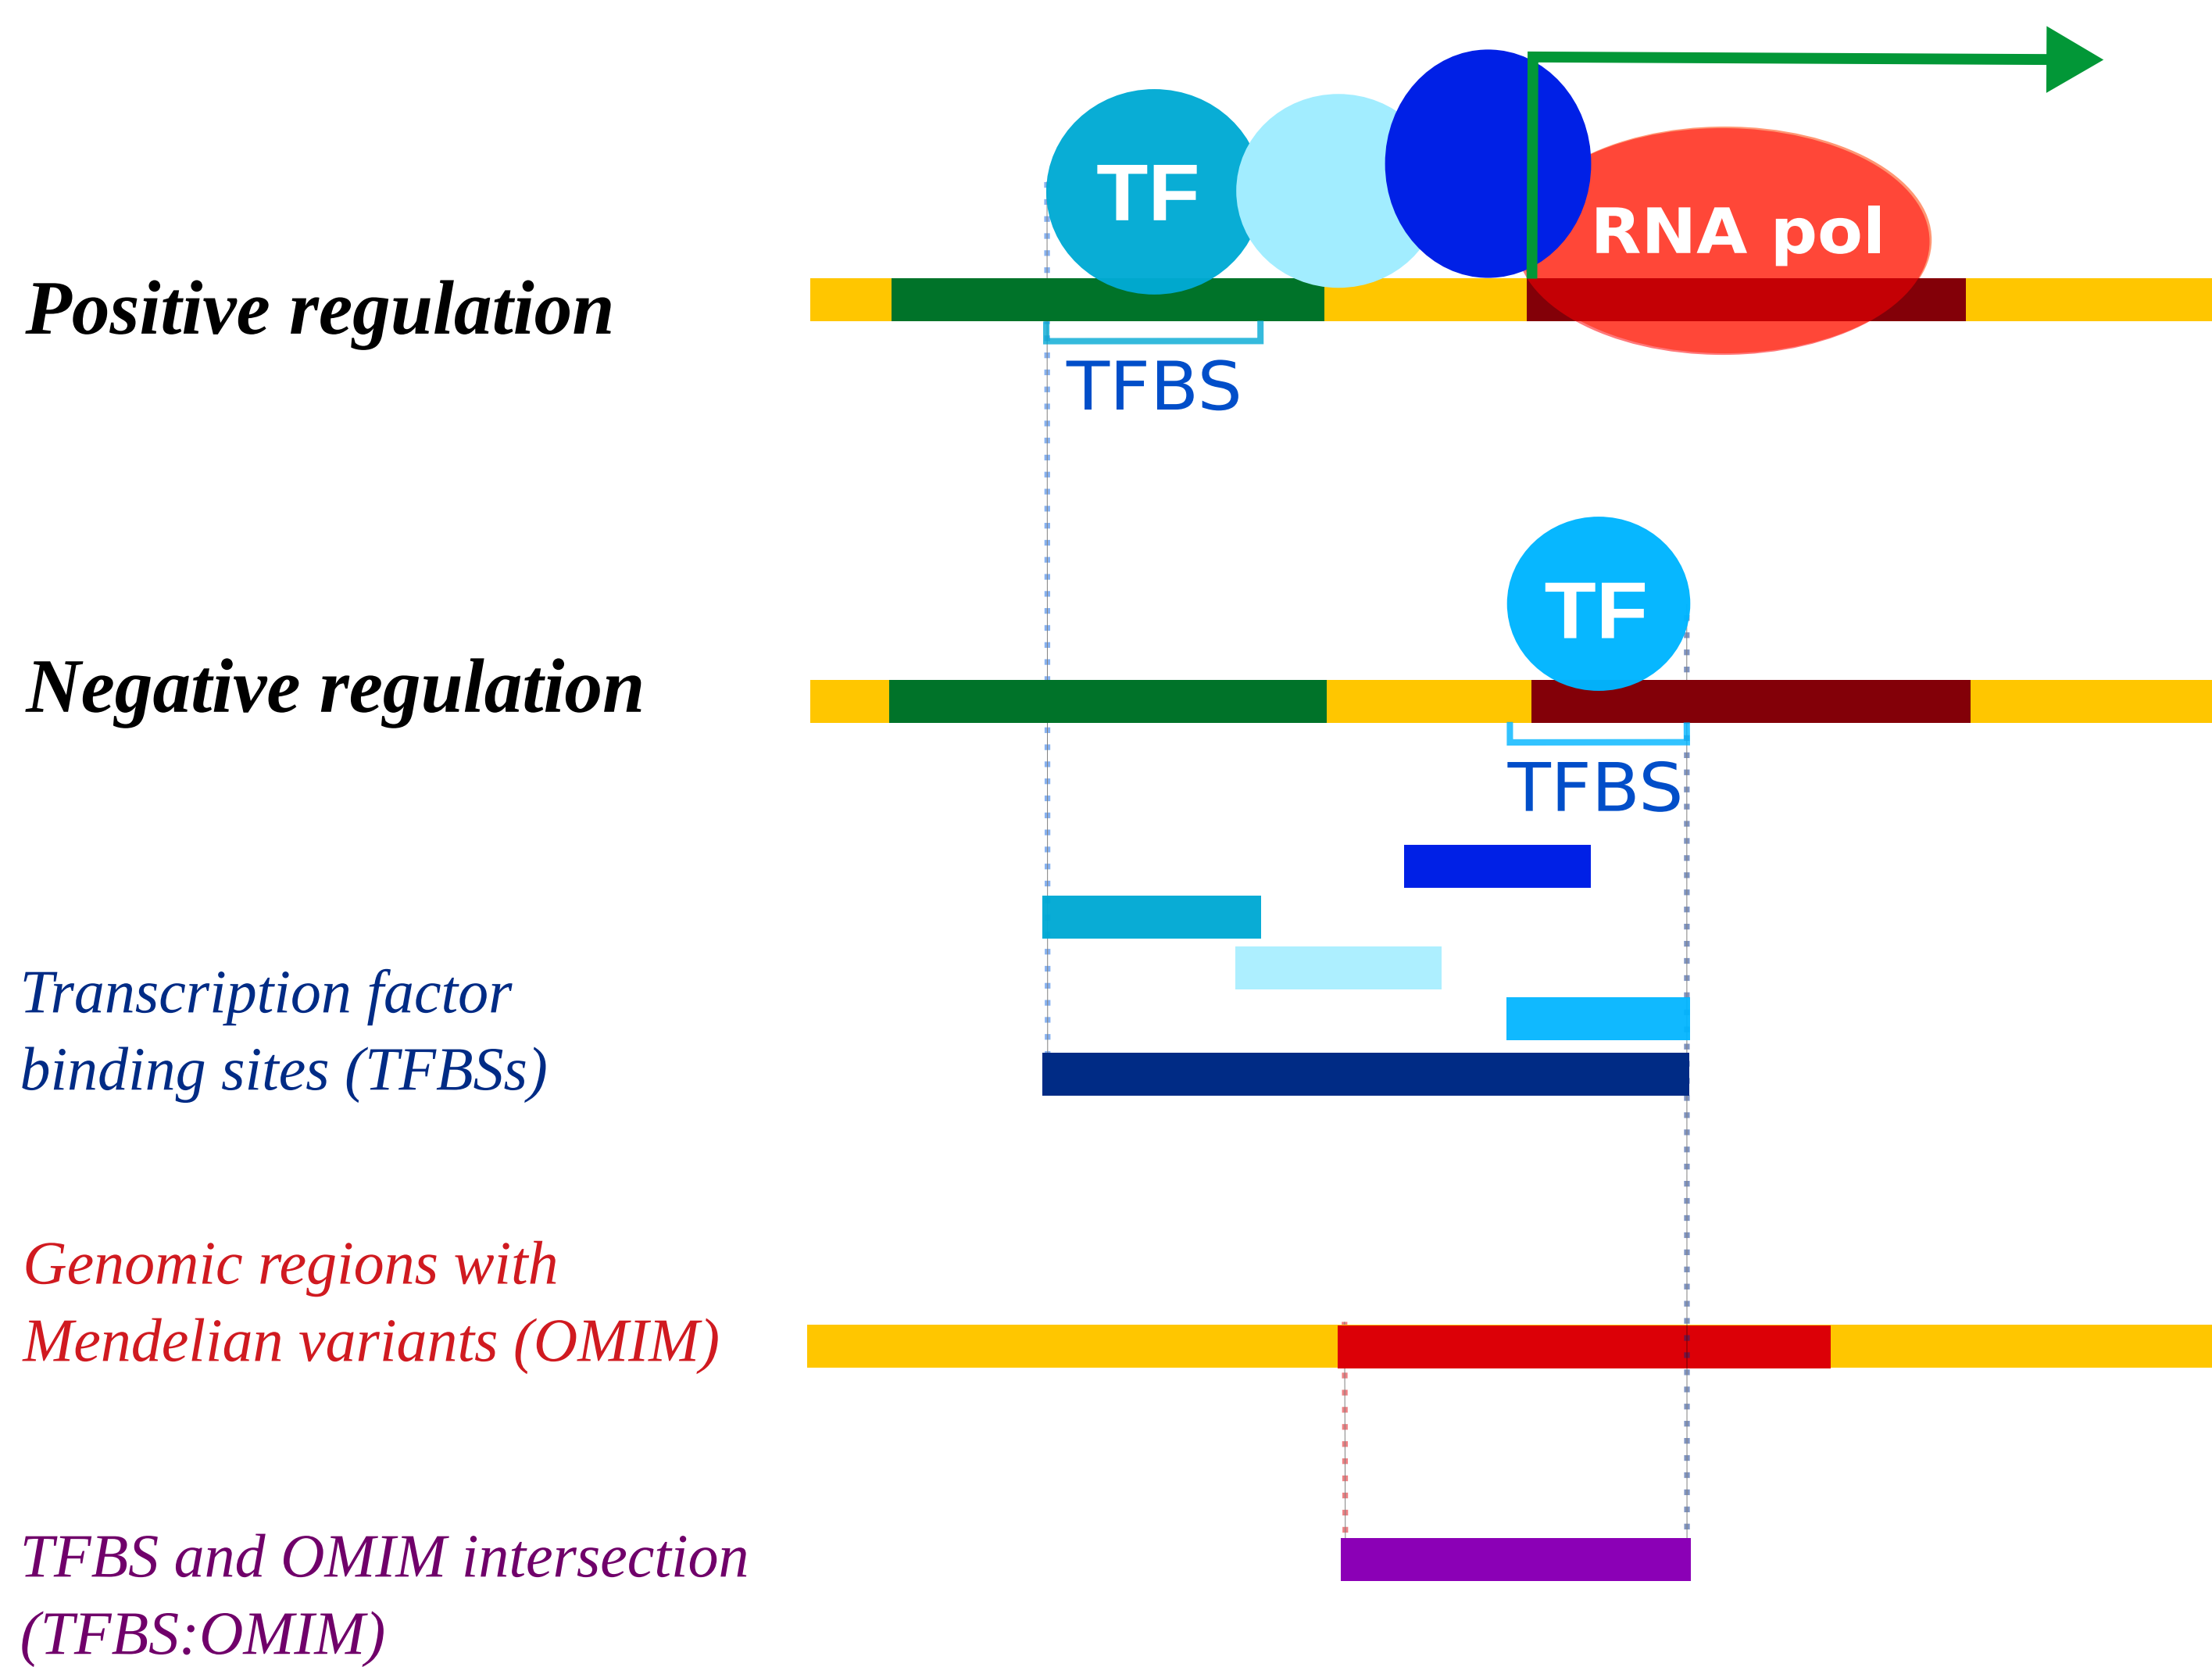 TF
RNA pol
Positive regulation
TFBS
TF
Negative regulation
TFBS
Transcription factor
binding sites (TFBSs)
Genomic regions with
Mendelian variants (OMIM)
TFBS and OMIM intersection
(TFBS:OMIM)